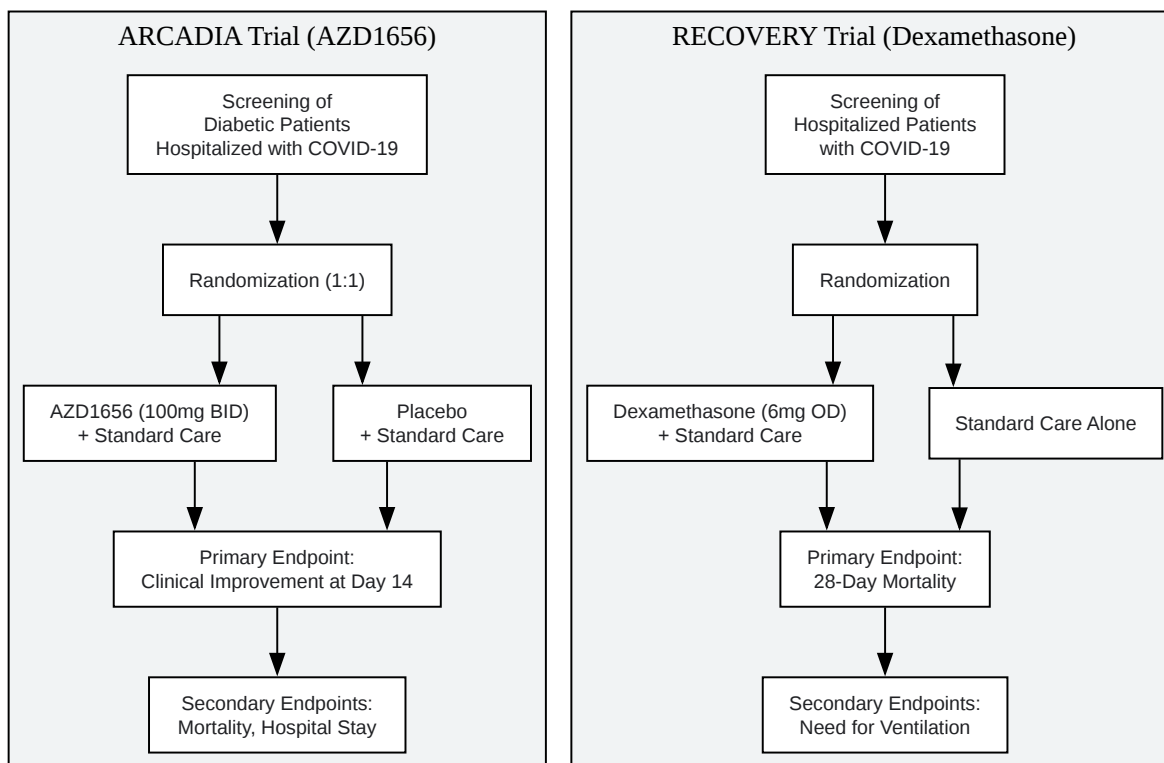 ARCADIA Trial (AZD1656)
Screening of
Diabetic Patients
Hospitalized with COVID-19
Randomization (1:1)
AZD1656 (100mg BID)
+ Standard Care
Placebo
+ Standard Care
Primary Endpoint:
Clinical Improvement at Day 14
Secondary Endpoints:
Mortality, Hospital Stay
RECOVERY Trial (Dexamethasone)
Screening of
Hospitalized Patients
with COVID-19
Randomization
Dexamethasone (6mg OD)
+ Standard Care
Standard Care Alone
Primary Endpoint:
28-Day Mortality
Secondary Endpoints:
Need for Ventilation